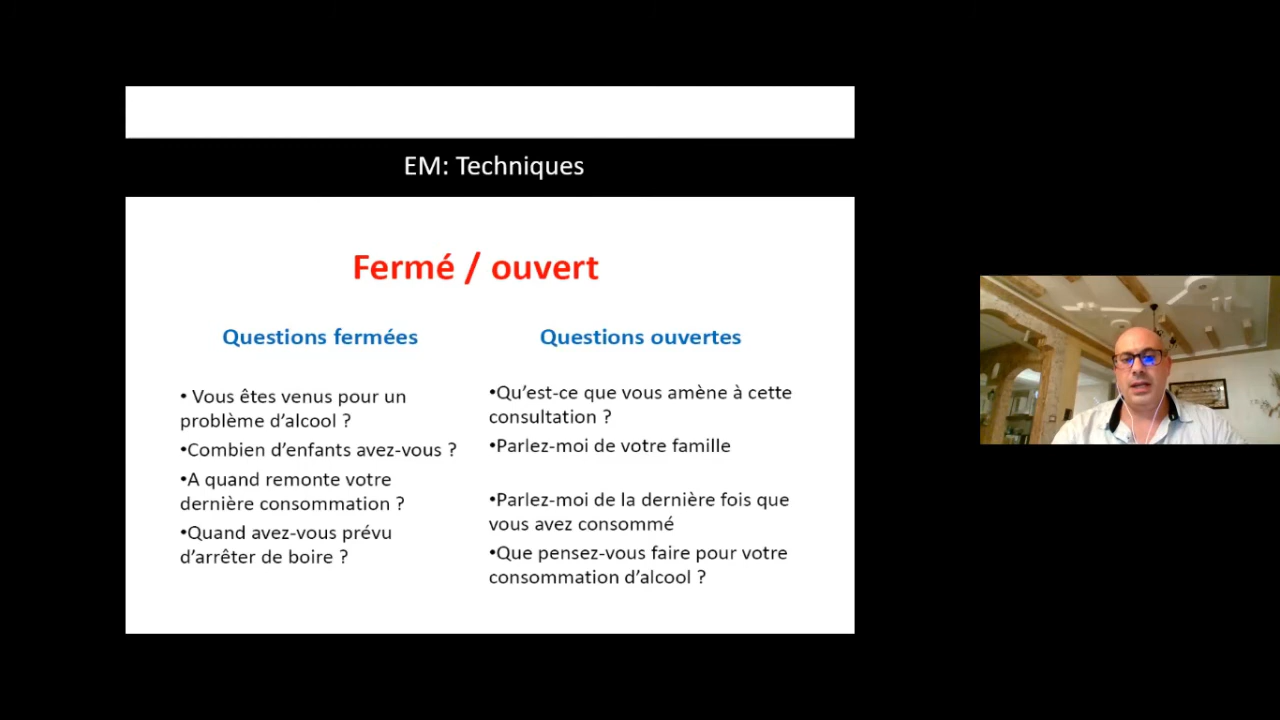 EM: Techniques
Fermé / ouvert
Questions fermées
• Vous êtes venus pour un
problème d'alcool ?
•Combien d'enfants avez-vous ?
•A quand remonte votre
dernière consommation ?
•Quand avez-vous prévu
d'arrêter de boire ?
Questions ouvertes
•Qu'est-ce que vous amène à cette
consultation ?
•Parlez-moi de votre famille
•Parlez-moi de la dernière fois que
vous avez consommé
•Que pensez-vous faire pour votre
consommation d'alcool ?